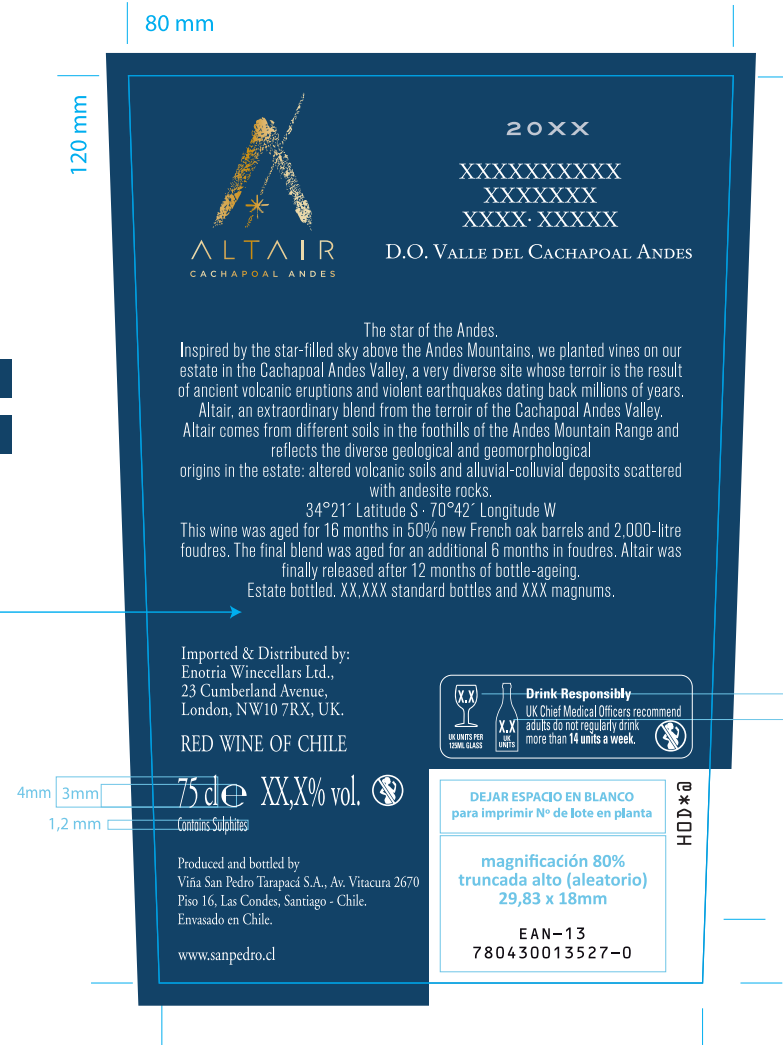 80 mm
120 mm
ALTAIR
CACHAPOAL ANDES
20XX
XXXXXXXXXX
XXXXXXX
XXXX· XXXXX
D.O. Valle del Cachapoal Andes
The star of the Andes.
Inspired by the star-filled sky above the Andes Mountains, we planted vines on our
estate in the Cachapoal Andes Valley, a very diverse site whose terroir is the result
of ancient volcanic eruptions and violent earthquakes dating back millions of years.
Altair, an extraordinary blend from the terroir of the Cachapoal Andes Valley.
Altair comes from different soils in the foothills of the Andes Mountain Range and
reflects the diverse geological and geomorphological
origins in the estate: altered volcanic soils and alluvial-colluvial deposits scattered
with andesite rocks.
34°21´ Latitude S · 70°42´ Longitude W
This wine was aged for 16 months in 50% new French oak barrels and 2,000-litre
foudres. The final blend was aged for an additional 6 months in foudres. Altair was
finally released after 12 months of bottle-ageing.
Estate bottled. XX,XXX standard bottles and XXX magnums.
Imported & Distributed by:
Enotria Winecellars Ltd.,
23 Cumberland Avenue,
London, NW10 7RX, UK.
RED WINE OF CHILE
X.X
UK UNITS PER
125ML GLASS
X.X
UK
UNITS
Drink Responsibly
UK Chief Medical Officers recommend
adults do not regularly drink
more than 14 units a week.
4mm
3mm
1,2 mm
75 cl e XX,X% vol.
Contains Sulphites
Produced and bottled by
Viña San Pedro Tarapacá S.A., Av. Vitacura 2670
Piso 16, Las Condes, Santiago - Chile.
Envasado en Chile.
www.sanpedro.cl
DEJAR ESPACIO EN BLANCO
para imprimir Nº de lote en planta
HOD*@
magnificación 80%
truncada alto (aleatorio)
29,83 x 18mm
EAN-13
780430013527-0